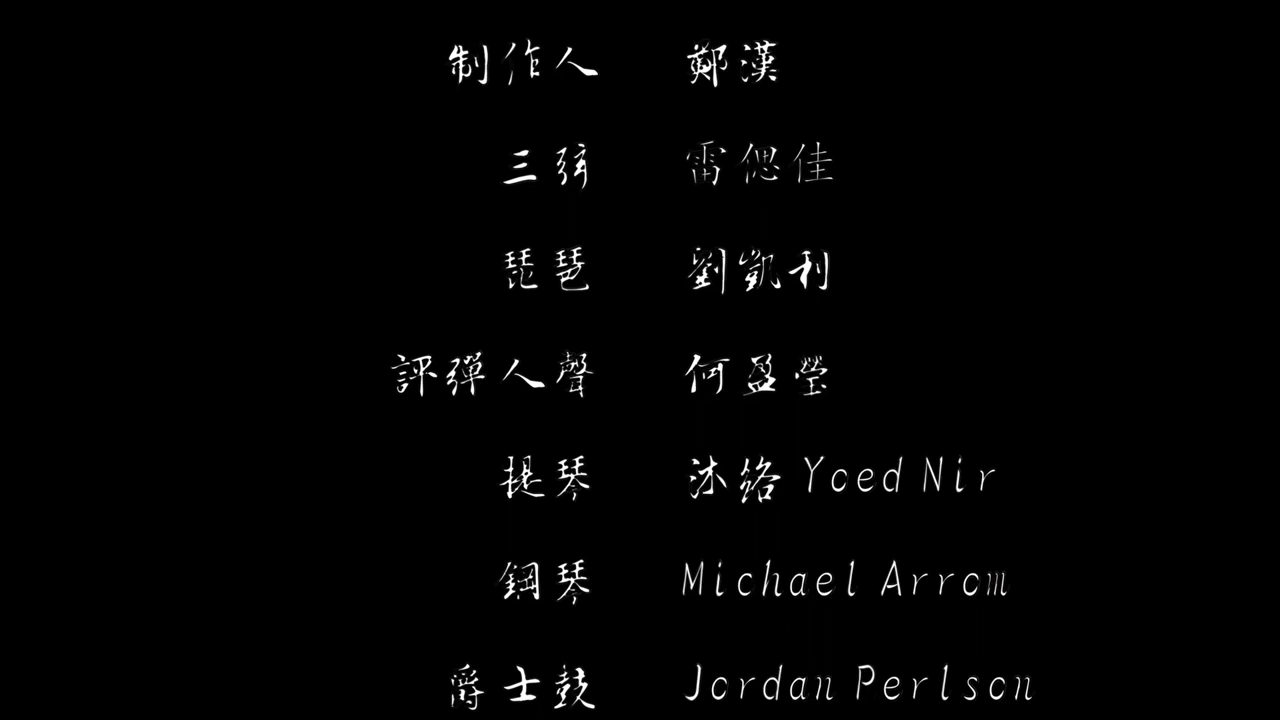 制作人 鄭漢
三弦 雷偲佳
琵琶 劉凱利
評彈人聲 何盈瑩
提琴 沐络 Yoed Nir
鋼琴 Michael Arrom
爵士鼓 Jordan Perlson